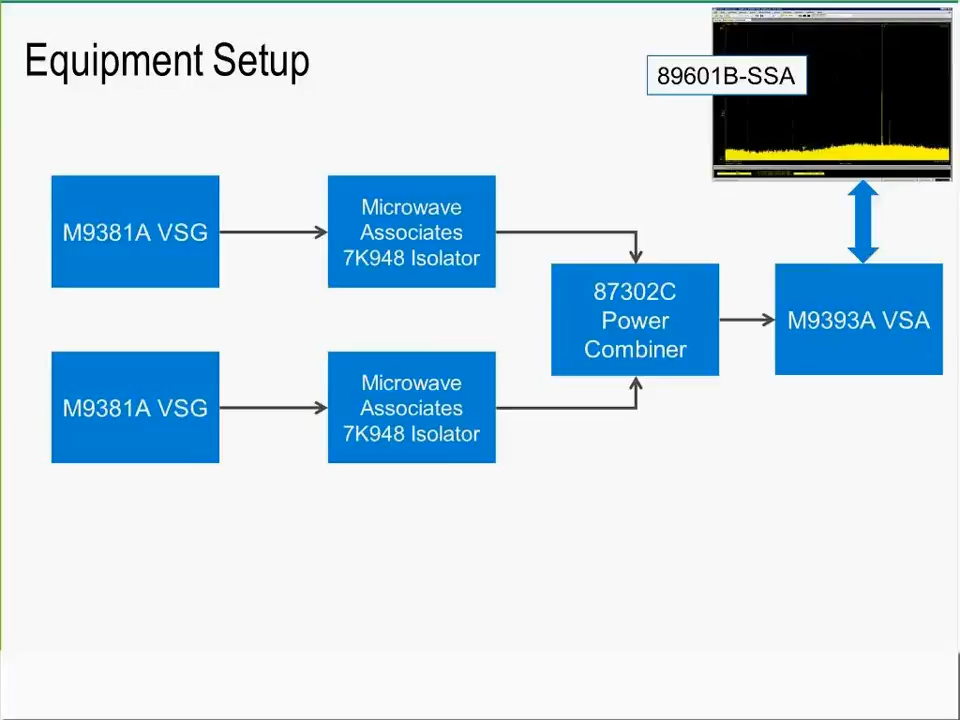 Equipment Setup
89601B-SSA
M9381A VSG
Microwave
Associates
7K948 Isolator
87302C
Power
Combiner
M9393A VSA
M9381A VSG
Microwave
Associates
7K948 Isolator